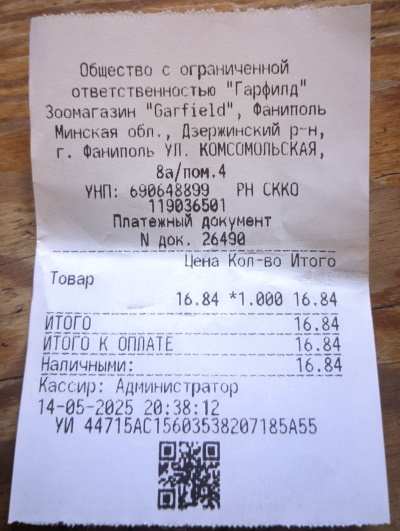 Общество с ограниченной
ответственностью "Гарфилд"
Зоомагазин "Garfield", Фаниполь
Минская обл., Дзержинский р-н,
г. Фаниполь УЛ. КОМСОМОЛЬСКАЯ,
8а/пом.4
УНП: 690648899 РН СККО
119036501
Платежный документ
N док. 26490
Цена Кол-во Итого
Товар
16.84 *1.000 16.84
ИТОГО 16.84
ИТОГО К ОПЛАТЕ 16.84
Наличными: 16.84
Кассир: Администратор
14-05-2025 20:38:12
УИ 44715AC15603538207185A55